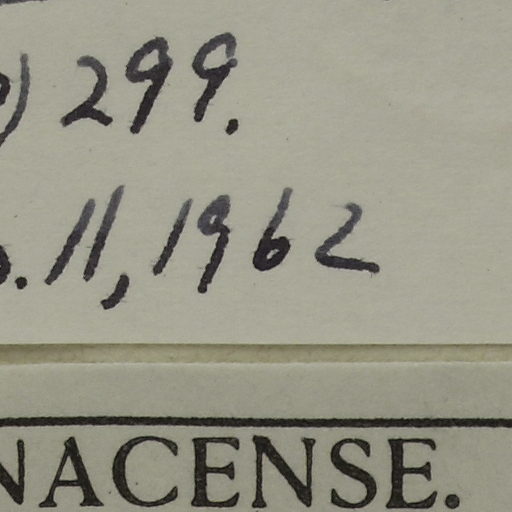 ) 299.
. 11, 1962
NACENSE.